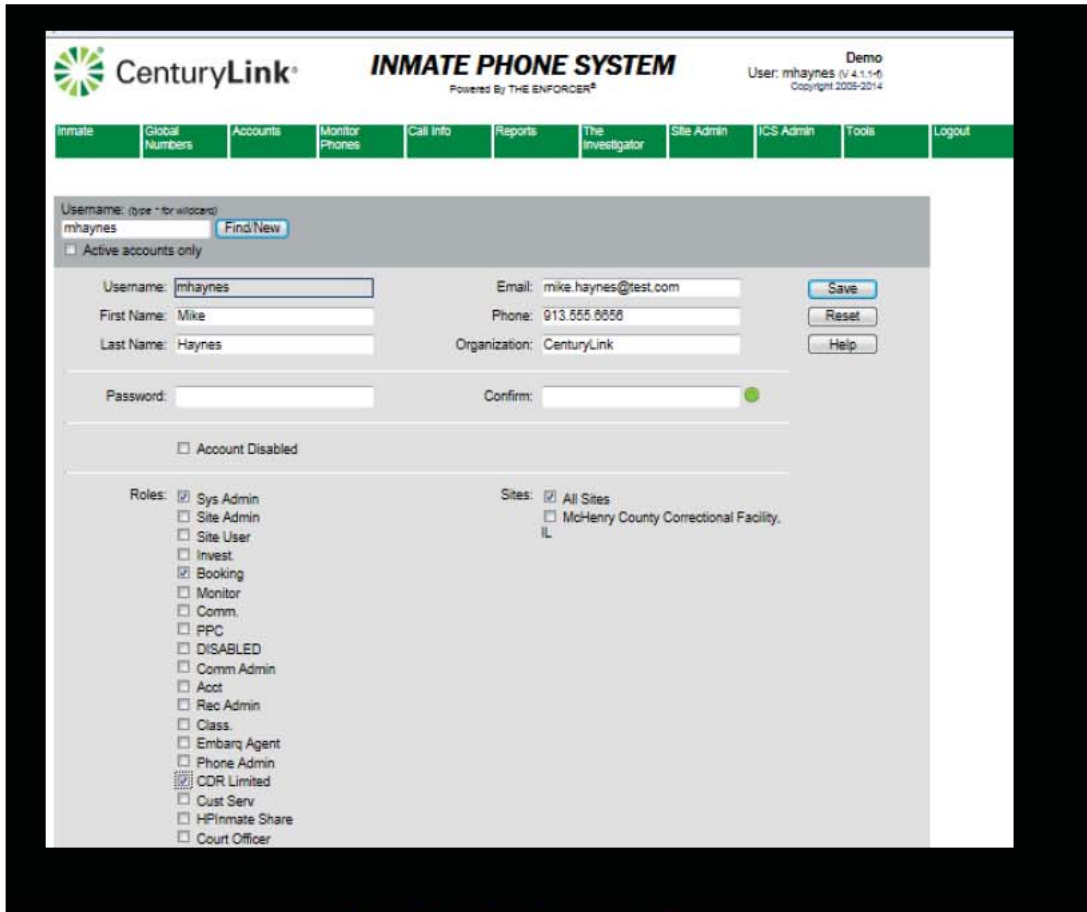 CenturyLink®
INMATE PHONE SYSTEM
Powered By THE ENFORCER®
Demo
User: mhaynes (V 4.1.1-f)
Copyright 2005-2014
Inmate Global Numbers Accounts Monitor Phones Call Info Reports The Investigator Site Admin ICS Admin Tools Logout
Username: (type * for wildcard)
mhaynes Find/New
Active accounts only
Username: mhaynes Email: mike.haynes@test.com Save
First Name: Mike Phone: 913.555.6656 Reset
Last Name: Haynes Organization: CenturyLink Help
Password: Confirm:
Account Disabled
Roles: Sys Admin Sites: All Sites
Site Admin McHenry County Correctional Facility,
Site User IL
Invest.
Booking
Monitor
Comm.
PPC
DISABLED
Comm Admin
Acct
Rec Admin
Class.
Embarq Agent
Phone Admin
CDR Limited
Cust Serv
HPInmate Share
Court Officer